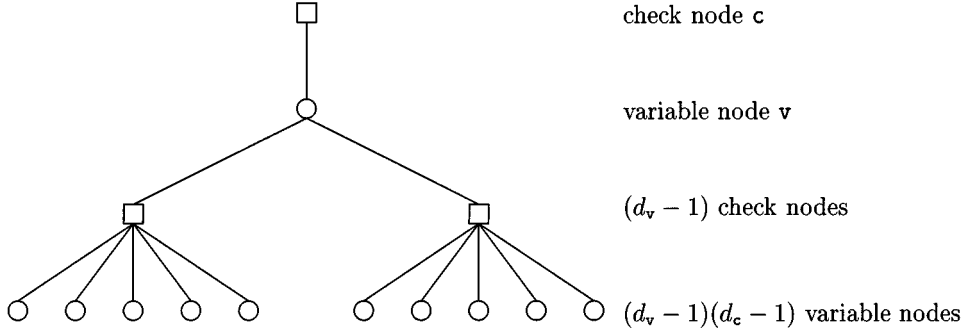 check node c
variable node v
(d_v − 1) check nodes
(d_v − 1)(d_c − 1) variable nodes